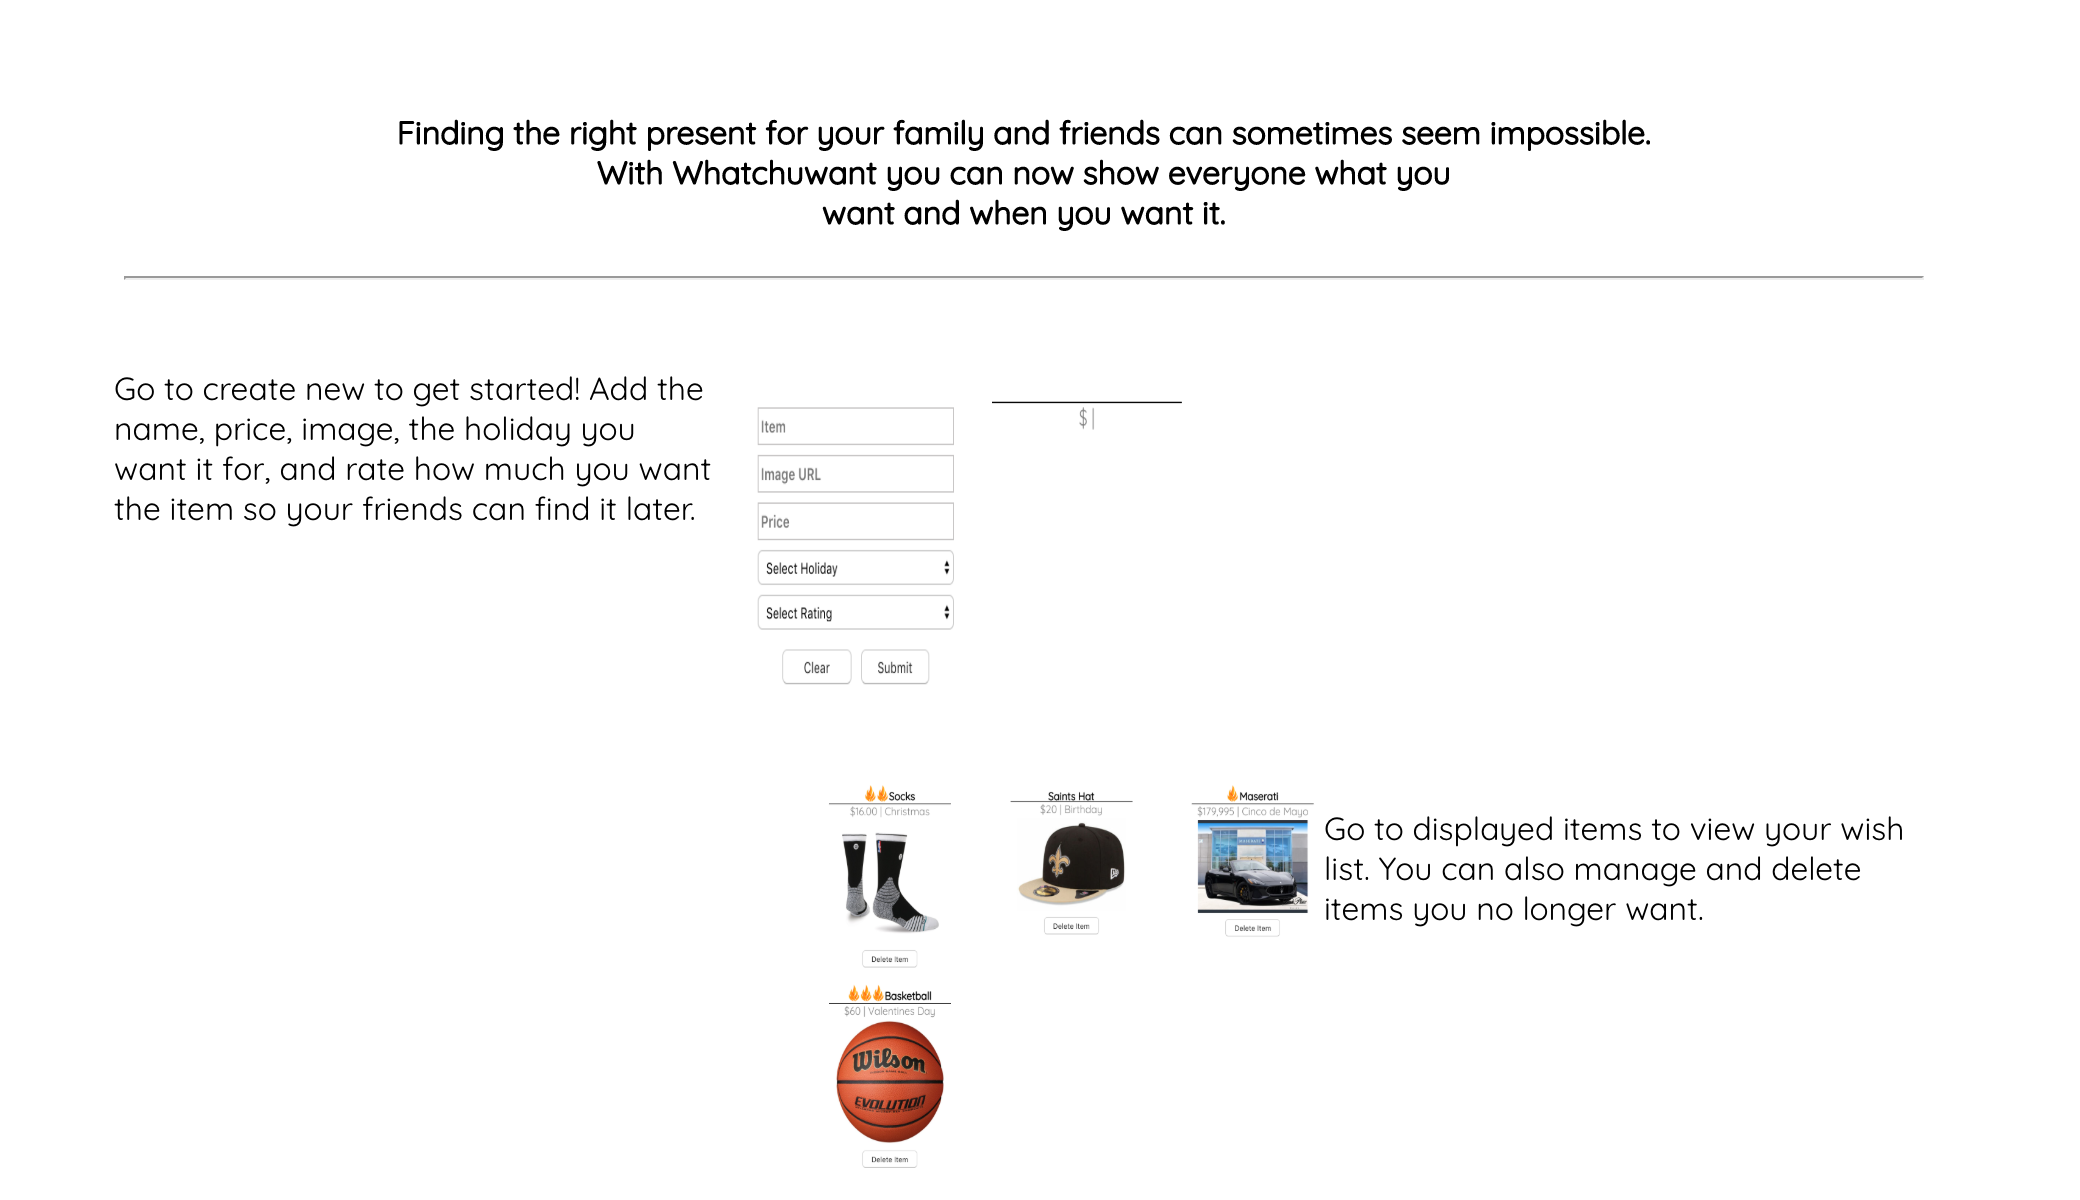 Finding the right present for your family and friends can sometimes seem impossible.
With Whatchuwant you can now show everyone what you
want and when you want it.
Go to create new to get started! Add the
name, price, image, the holiday you
want it for, and rate how much you want
the item so your friends can find it later.
Item
Image URL
Price
Select Holiday
Select Rating
Clear Submit
$|
🔥🔥Socks
$16.00 | Christmas
Delete Item
Saints Hat
$20 | Birthday
Delete Item
🔥Maserati
$179,995 | Cinco de Mayo
Delete Item
Go to displayed items to view your wish
list. You can also manage and delete
items you no longer want.
🔥🔥🔥Basketball
$60 | Valentines Day
Wilson
EVOLUTION
Delete Item